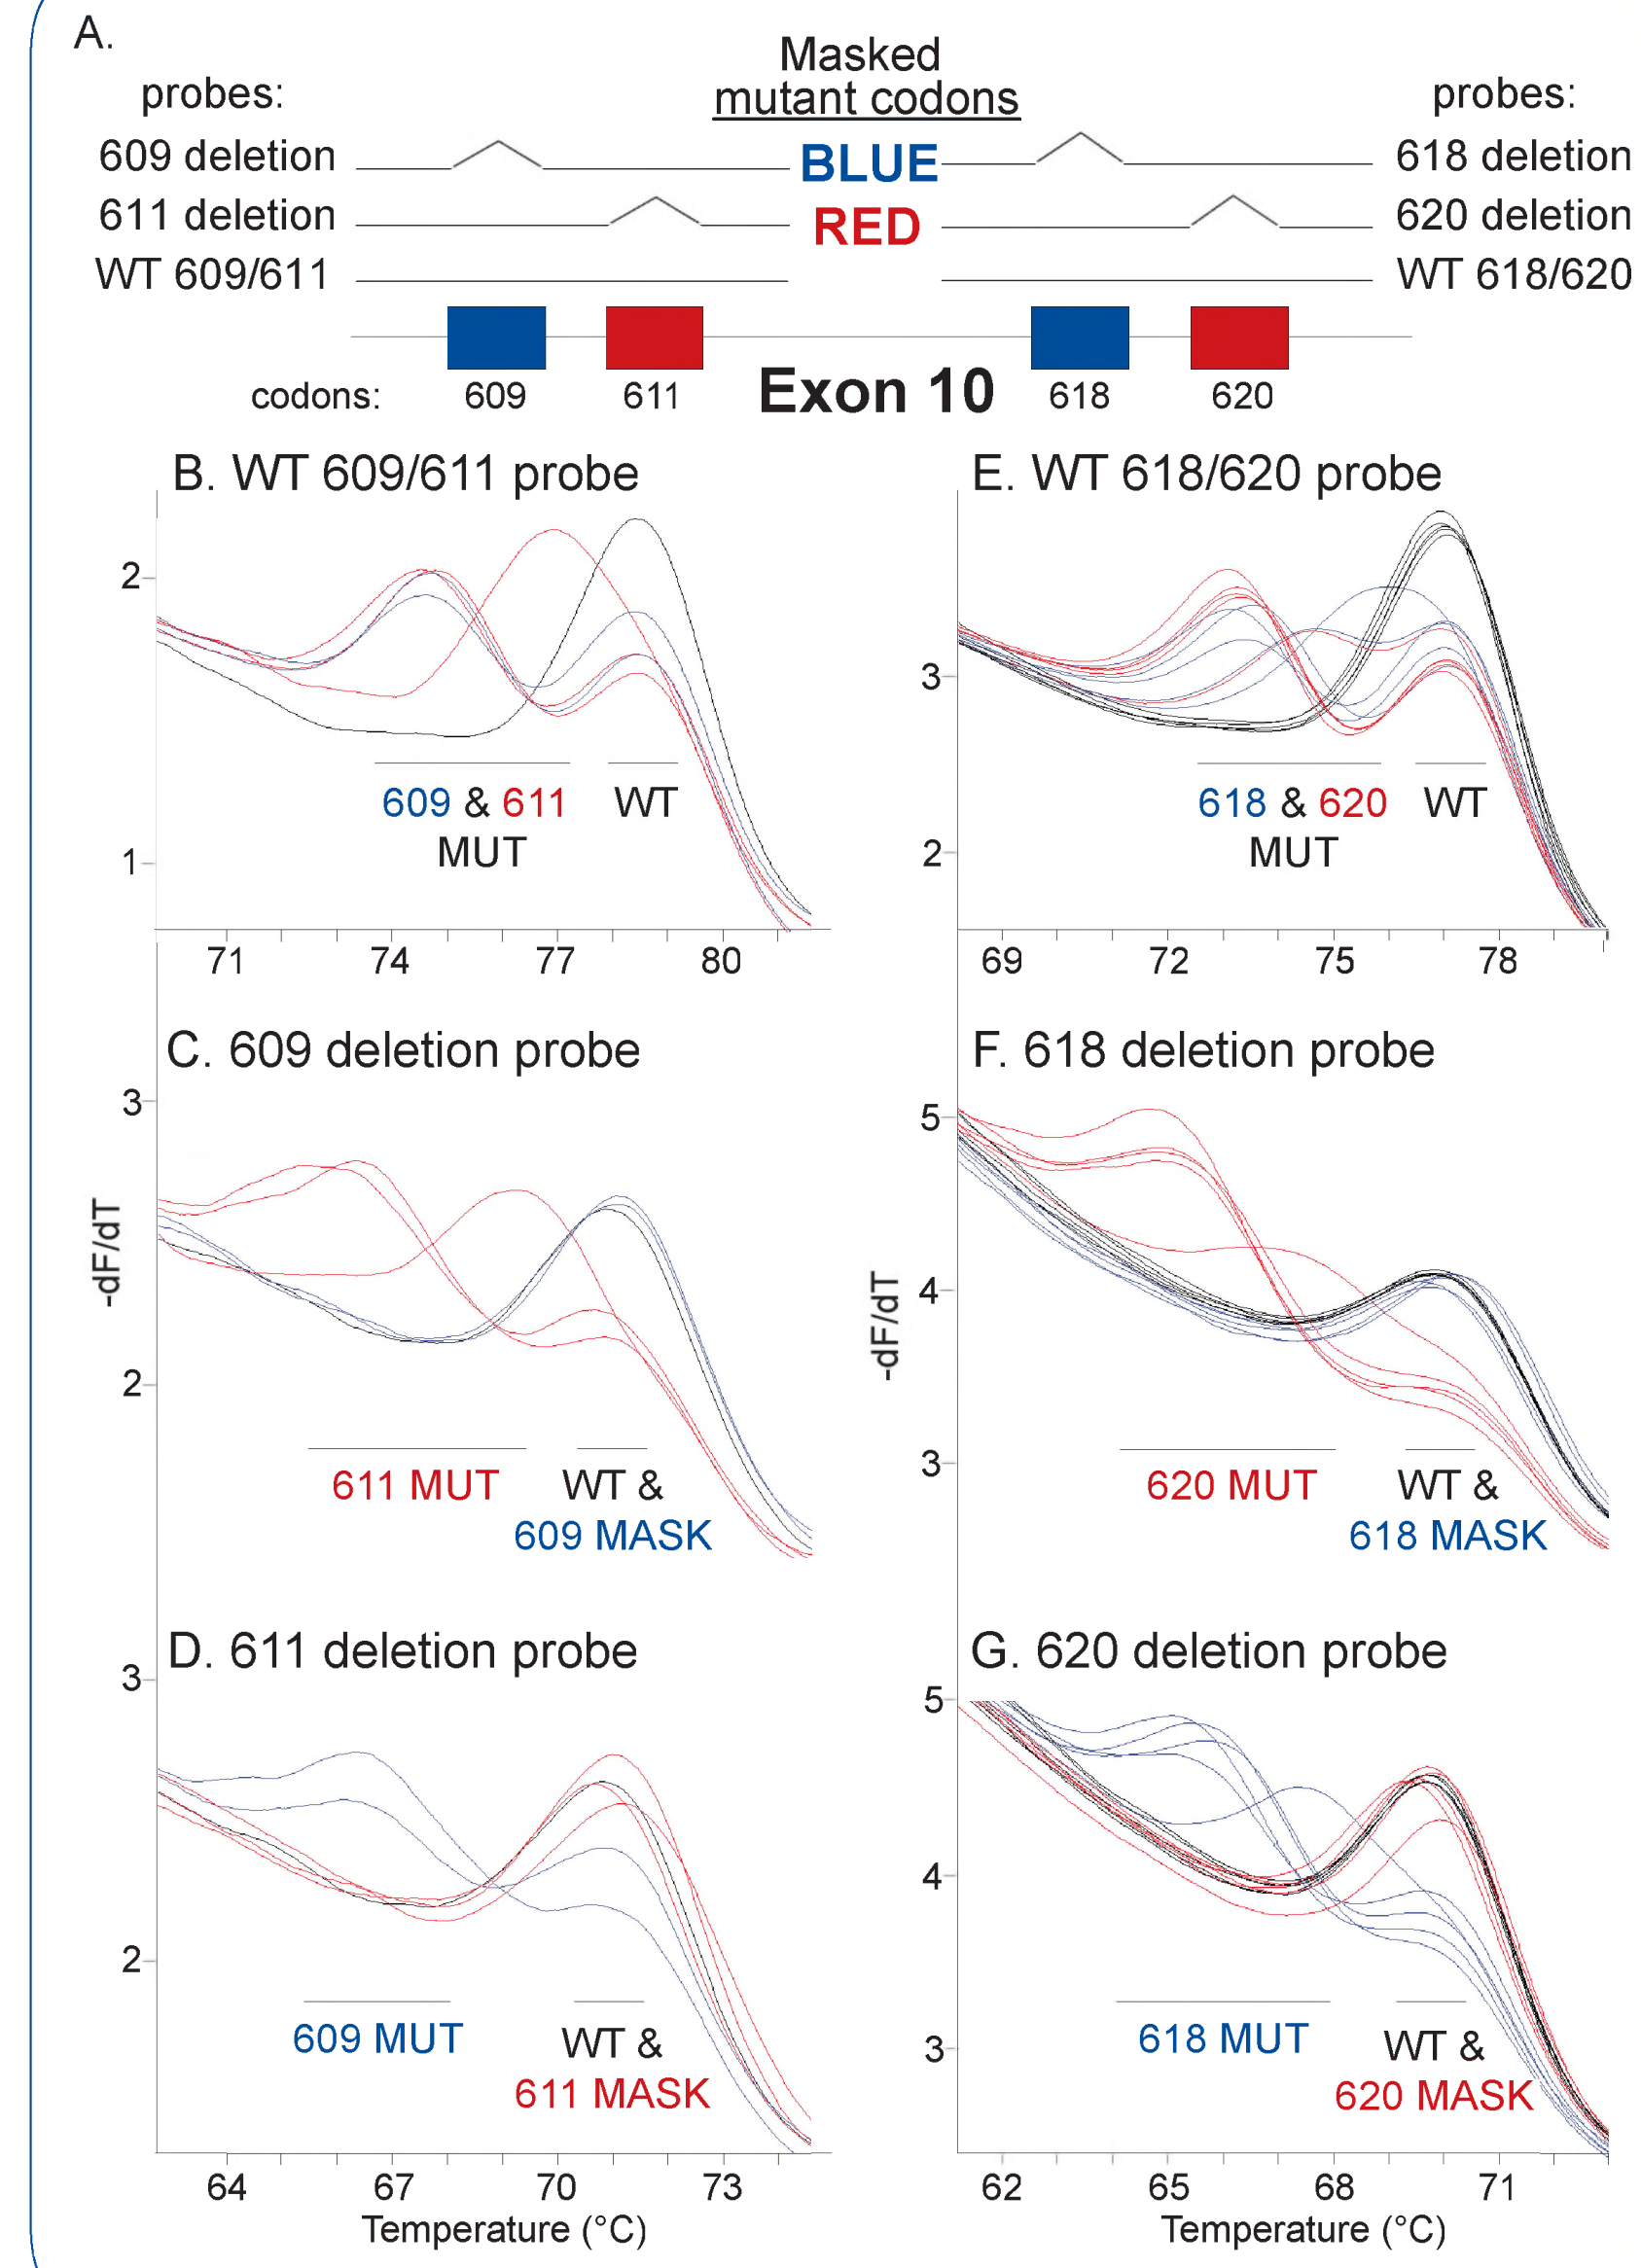 A.
Masked
mutant codons
probes:
probes:
609 deletion
BLUE
618 deletion
611 deletion
RED
620 deletion
WT 609/611
WT 618/620
codons:
609
611
Exon 10
618
620
B. WT 609/611 probe
2
1
609 & 611
MUT
WT
71
74
77
80
E. WT 618/620 probe
3
2
618 & 620
MUT
WT
69
72
75
78
C. 609 deletion probe
3
2
-dF/dT
611 MUT
WT &
609 MASK
F. 618 deletion probe
5
4
3
-dF/dT
620 MUT
WT &
618 MASK
D. 611 deletion probe
3
2
609 MUT
WT &
611 MASK
64
67
70
73
Temperature (°C)
G. 620 deletion probe
5
4
3
618 MUT
WT &
620 MASK
62
65
68
71
Temperature (°C)